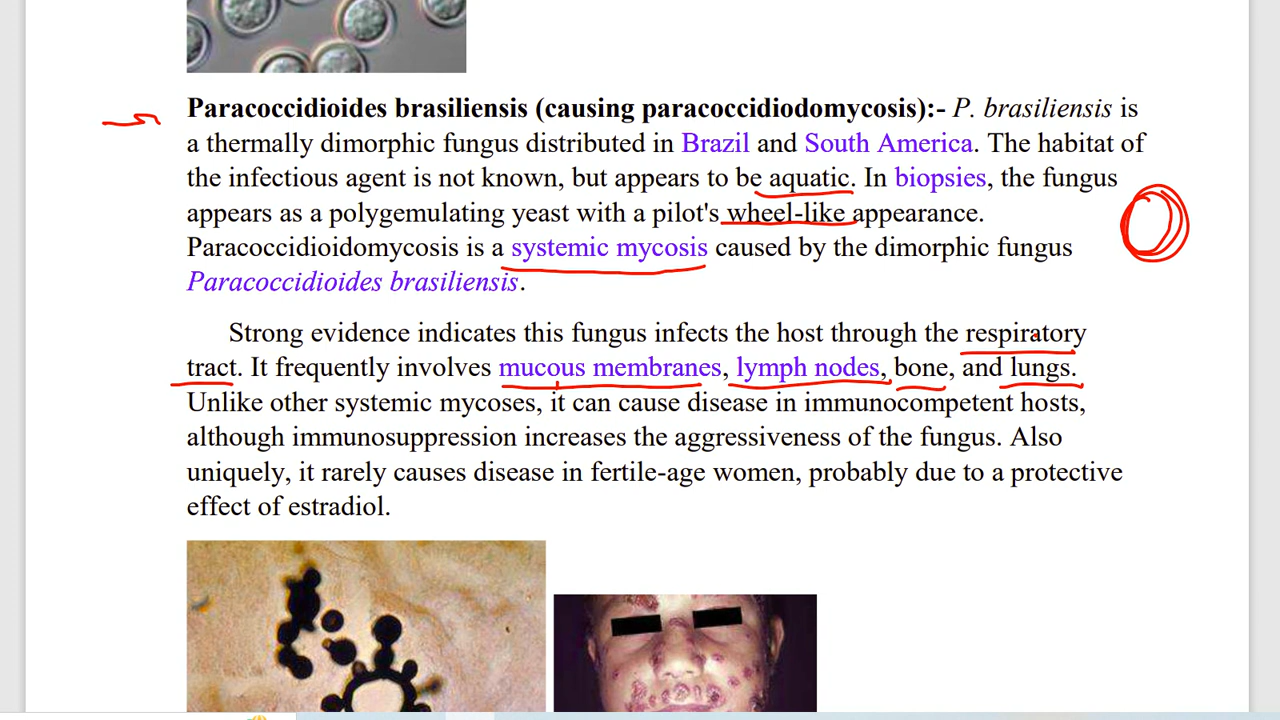 Paracoccidioides brasiliensis (causing paracoccidiodomycosis):- P. brasiliensis is
a thermally dimorphic fungus distributed in Brazil and South America. The habitat of
the infectious agent is not known, but appears to be aquatic. In biopsies, the fungus
appears as a polygemulating yeast with a pilot's wheel-like appearance.
Paracoccidioidomycosis is a systemic mycosis caused by the dimorphic fungus
Paracoccidioides brasiliensis.
Strong evidence indicates this fungus infects the host through the respiratory
tract. It frequently involves mucous membranes, lymph nodes, bone, and lungs.
Unlike other systemic mycoses, it can cause disease in immunocompetent hosts,
although immunosuppression increases the aggressiveness of the fungus. Also
uniquely, it rarely causes disease in fertile-age women, probably due to a protective
effect of estradiol.